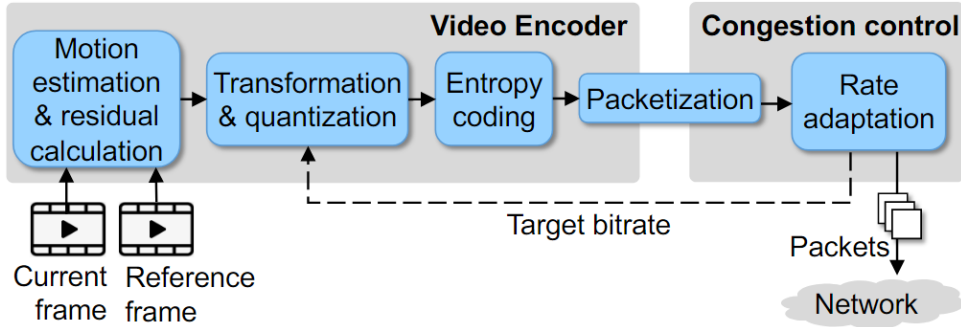 Video Encoder
Congestion control
Motion
estimation
& residual
calculation
Transformation
& quantization
Entropy
coding
Packetization
Rate
adaptation
Target bitrate
Packets
Current
frame
Reference
frame
Network